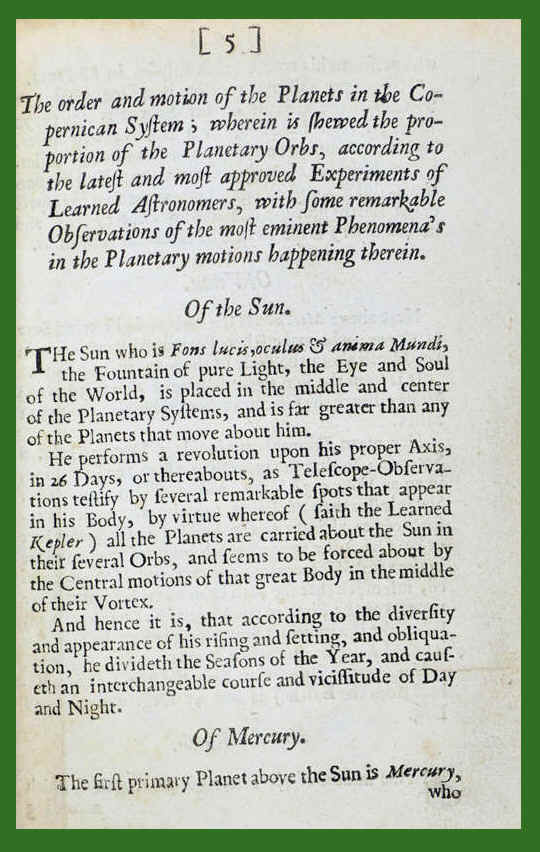 [ 5 ]
The order and motion of the Planets in the Co-
pernican Syſtem ; wherein is ſhewed the pro-
portion of the Planetary Orbs, according to
the lateſt and moſt approved Experiments of
Learned Aſtronomers, with ſome remarkable
Obſervations of the moſt eminent Phenomena's
in the Planetary motions happening therein.
Of the Sun.
THe Sun who is Fons lucis,oculus & anima Mundi,
the Fountain of pure Light, the Eye and Soul
of the World, is placed in the middle and center
of the Planetary Syſtems, and is far greater than any
of the Planets that move about him.
He performs a revolution upon his proper Axis,
in 26 Days, or thereabouts, as Teleſcope-Obſerva-
tions teſtify by ſeveral remarkable ſpots that appear
in his Body, by virtue whereof ( ſaith the Learned
Kepler ) all the Planets are carried about the Sun in
their ſeveral Orbs, and ſeems to be forced about by
the Central motions of that great Body in the middle
of their Vortex.
And hence it is, that according to the diverſity
and appearance of his riſing and ſetting, and obliqua-
tion, he divideth the Seaſons of the Year, and cauſ-
eth an interchangeable courſe and viciſſitude of Day
and Night.
Of Mercury.
The firſt primary Planet above the Sun is Mercury,
who